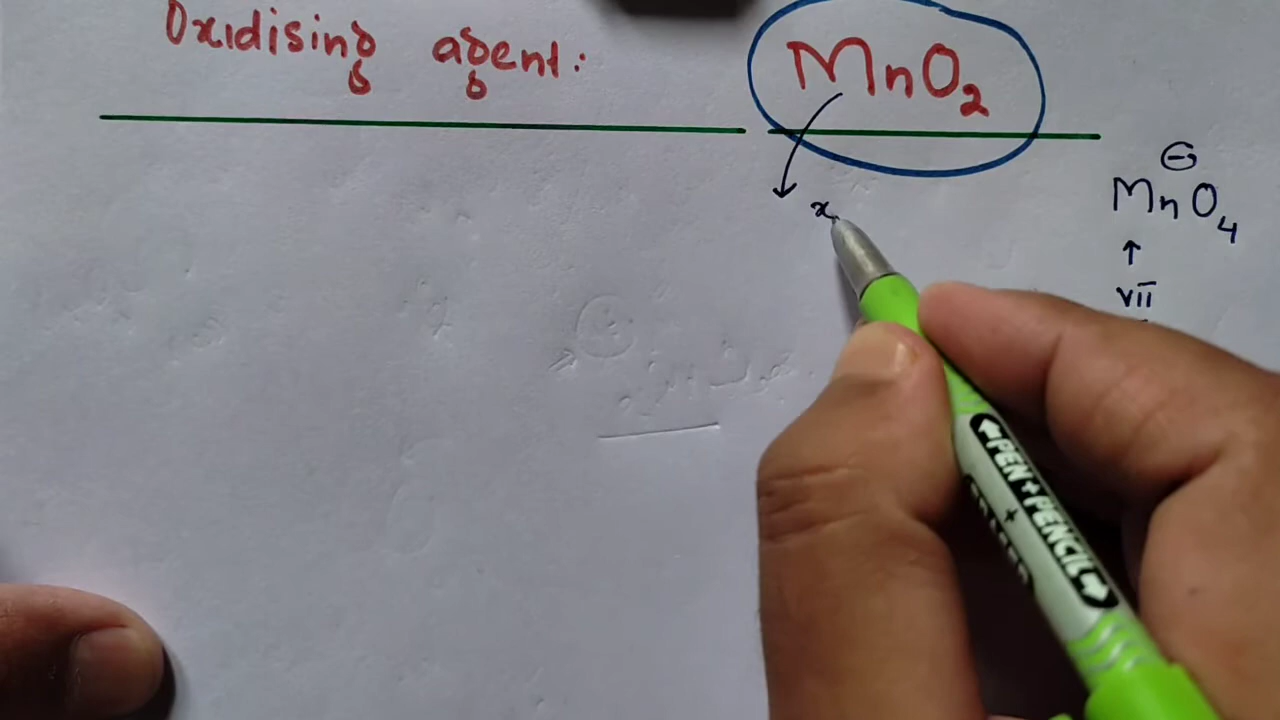 Oxidising agent: MnO2
x
MnO4⊖
↑
VII
PEN+PENCIL
+